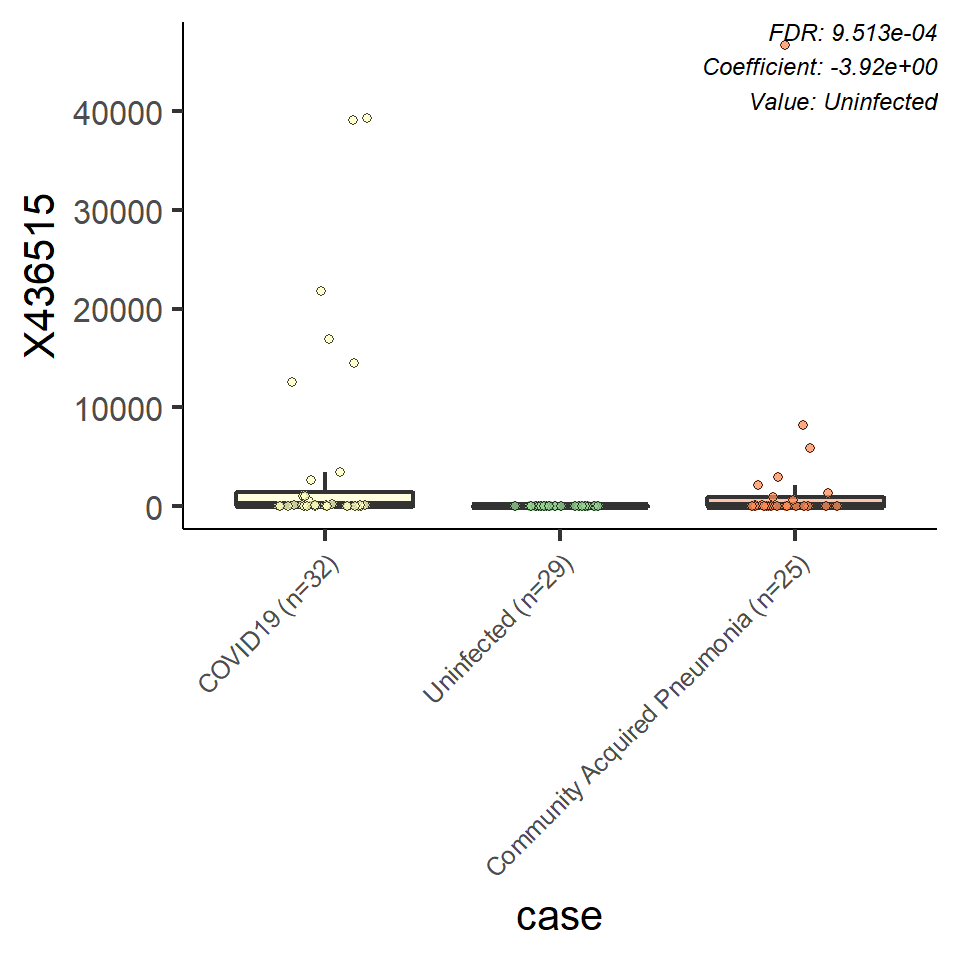 FDR: 9.513e-04
Coefficient: -3.92e+00
Value: Uninfected
X436515
40000
30000
20000
10000
0
COVID19 (n=32)
Uninfected (n=29)
Community Acquired Pneumonia (n=25)
case